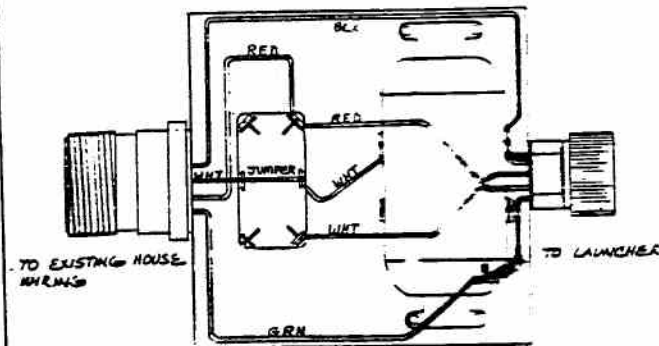 BLK
RED
RED
WHT
JUMPER
WHT
WHT
TO EXISTING HOUSE
WIRING
TO LAUNCHER
GRN